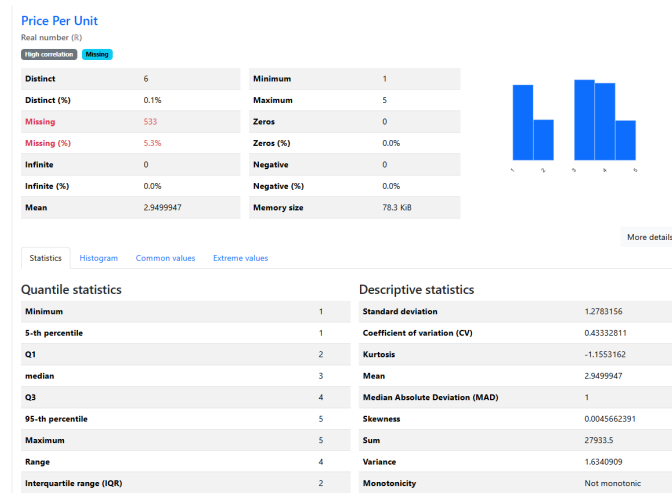 Price Per Unit
Real number (R)
High correlation Missing
Distinct 6
Distinct (%) 0.1%
Missing 533
Missing (%) 5.3%
Infinite 0
Infinite (%) 0.0%
Mean 2.9499947
Minimum 1
Maximum 5
Zeros 0
Zeros (%) 0.0%
Negative 0
Negative (%) 0.0%
Memory size 78.3 KiB
1 2 3 4 5
More details
Statistics Histogram Common values Extreme values
Quantile statistics
Minimum 1
5-th percentile 1
Q1 2
median 3
Q3 4
95-th percentile 5
Maximum 5
Range 4
Interquartile range (IQR) 2
Descriptive statistics
Standard deviation 1.2783156
Coefficient of variation (CV) 0.43332811
Kurtosis -1.1553162
Mean 2.9499947
Median Absolute Deviation (MAD) 1
Skewness 0.0045662391
Sum 27933.5
Variance 1.6340909
Monotonicity Not monotonic